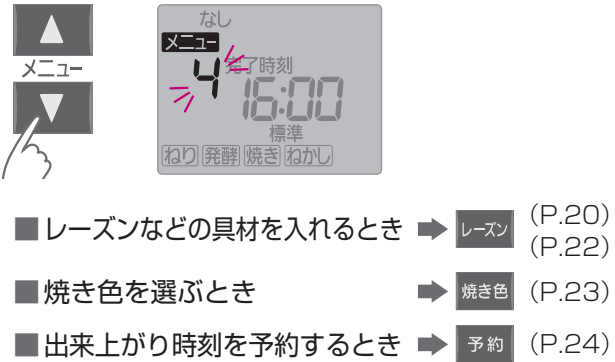 なし
メニュー
メニュー
4
完了時刻
16:00
標準
ねり 発酵 焼き ねかし
■レーズンなどの具材を入れるとき ➡ レーズン (P.20)
(P.22)
■焼き色を選ぶとき ➡ 焼き色 (P.23)
■出来上がり時刻を予約するとき ➡ 予約 (P.24)